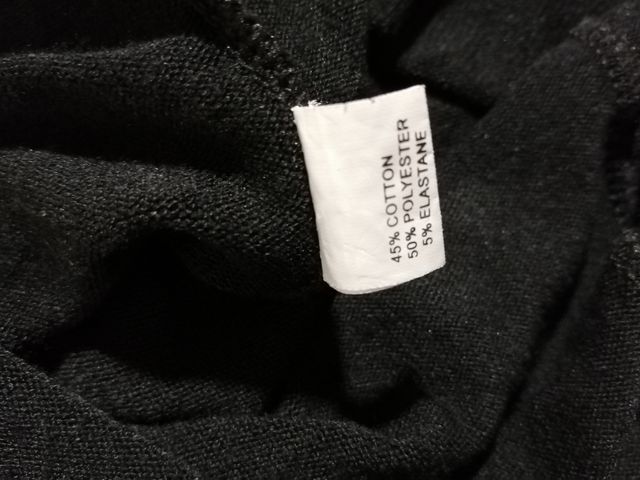 45% COTTON
50% POLYESTER
5% ELASTANE